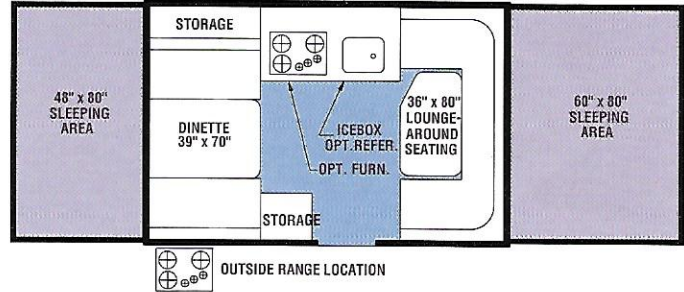 STORAGE
48" x 80"
SLEEPING
AREA
DINETTE
39" x 70"
ICEBOX
OPT. REFER.
OPT. FURN.
STORAGE
36" x 80"
LOUNGE-
AROUND
SEATING
60" x 80"
SLEEPING
AREA
OUTSIDE RANGE LOCATION